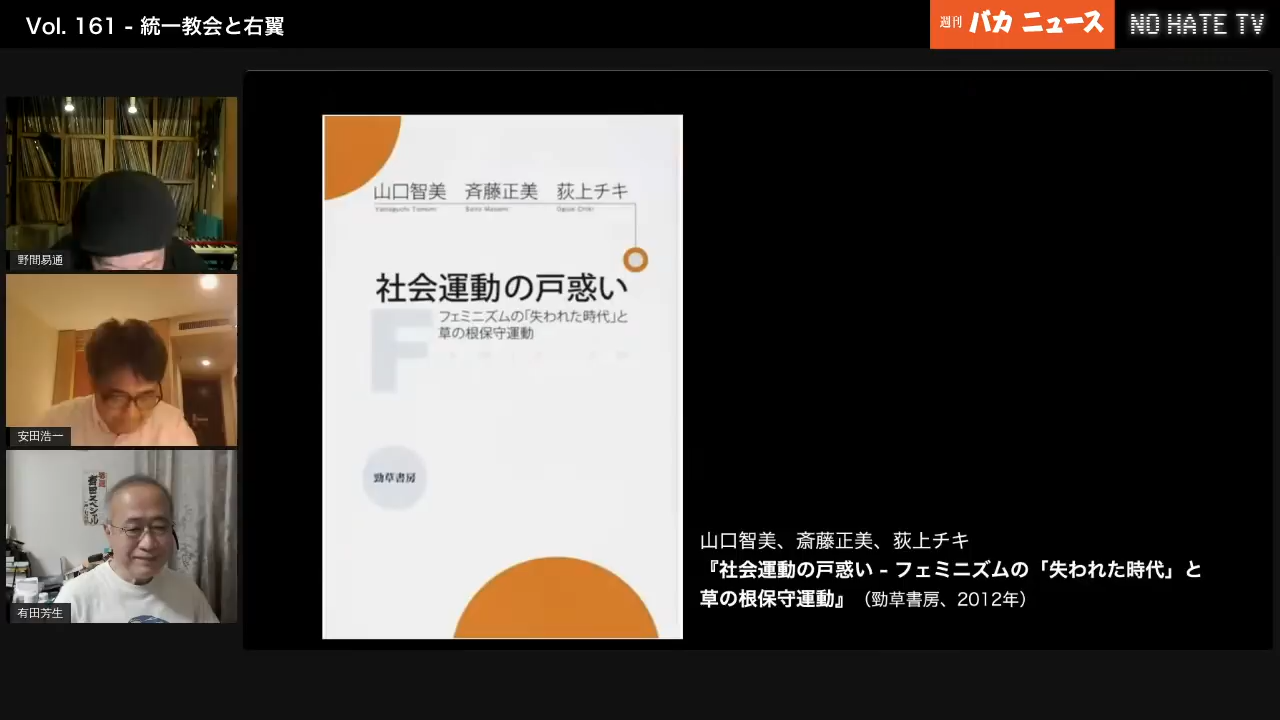 Vol. 161 - 統一教会と右翼
週刊 バカ ニュース
NO HATE TV
野間易通
安田浩一
有田芳生
山口智美 斉藤正美 荻上チキ
Yamaguchi Tomomi Saito Masami Ogiue Chiki
社会運動の戸惑い
フェミニズムの「失われた時代」と
草の根保守運動
F
勁草書房
山口智美、斎藤正美、荻上チキ
『社会運動の戸惑い - フェミニズムの「失われた時代」と
草の根保守運動』（勁草書房、2012年）